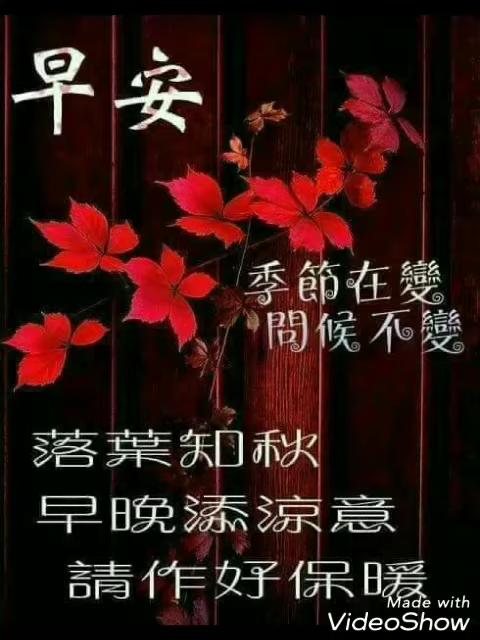 早安
季節在變
問候不變
落葉知秋
早晚添涼意
請作好保暖
Made with
VideoShow